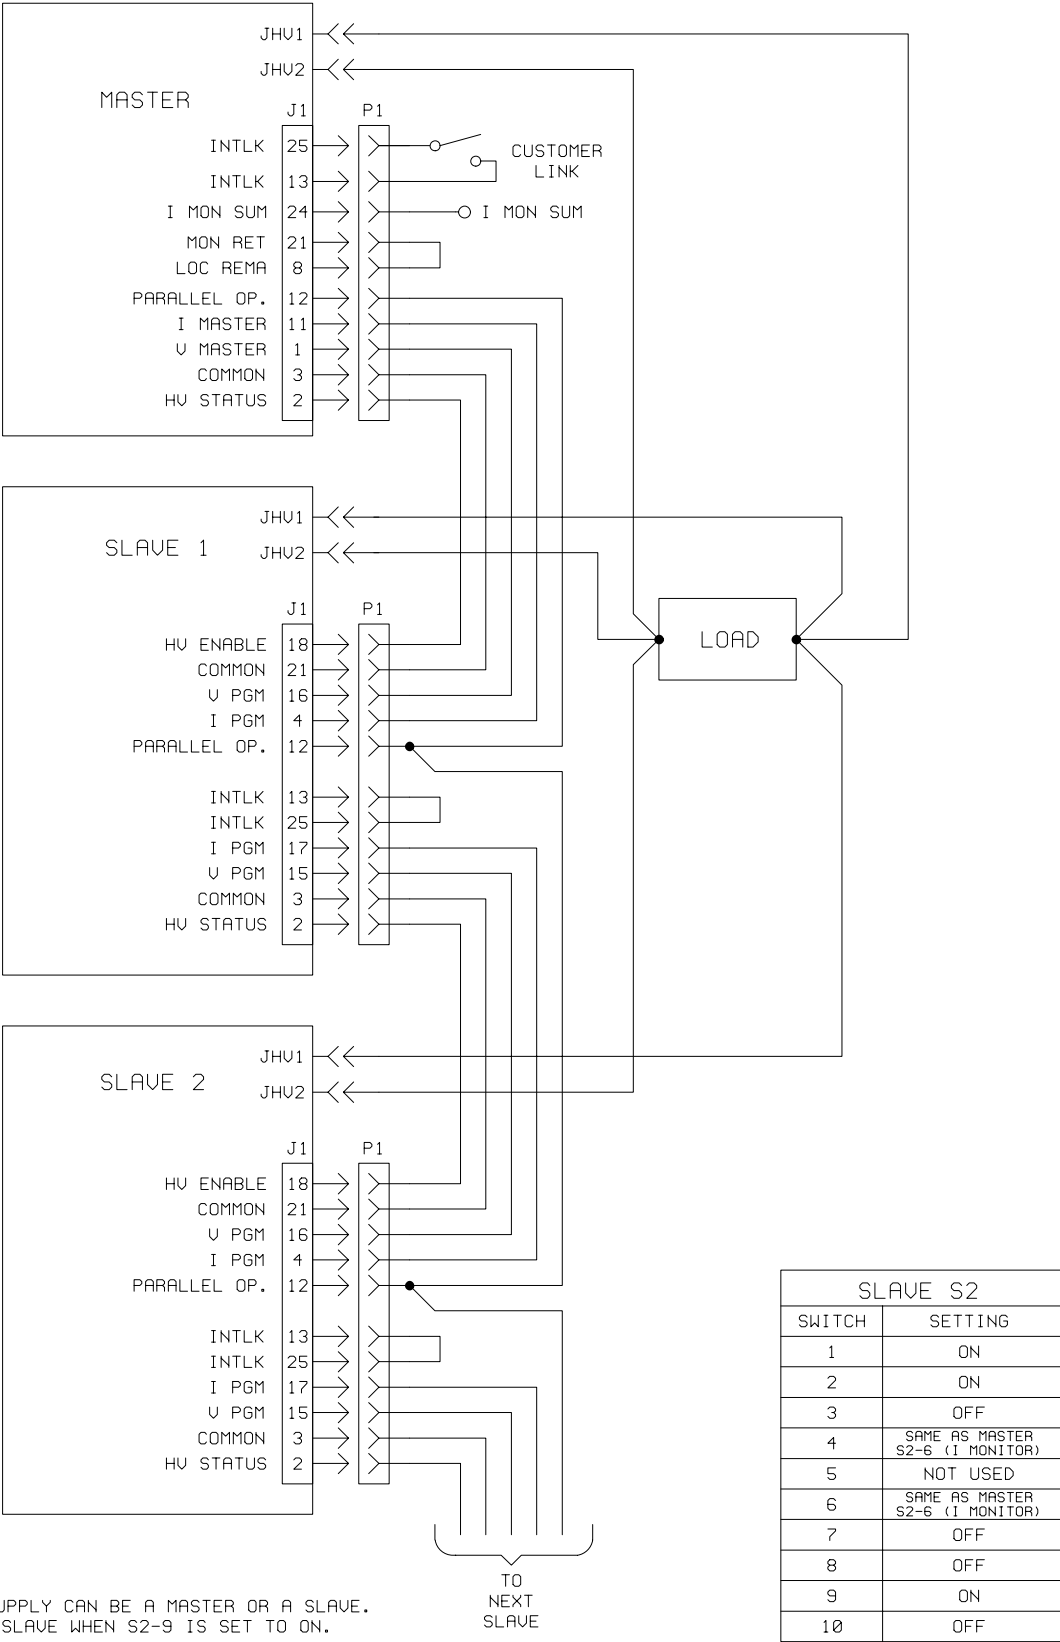 MASTER
JHV1
JHV2
J1 P1
INTLK 25
INTLK 13
CUSTOMER
LINK
I MON SUM 24 I MON SUM
MON RET 21
LOC REMA 8
PARALLEL OP. 12
I MASTER 11
V MASTER 1
COMMON 3
HV STATUS 2
SLAVE 1
JHV1
JHV2
J1 P1
HV ENABLE 18
COMMON 21
V PGM 16
I PGM 4
PARALLEL OP. 12
INTLK 13
INTLK 25
I PGM 17
V PGM 15
COMMON 3
HV STATUS 2
LOAD
SLAVE 2
JHV1
JHV2
J1 P1
HV ENABLE 18
COMMON 21
V PGM 16
I PGM 4
PARALLEL OP. 12
INTLK 13
INTLK 25
I PGM 17
V PGM 15
COMMON 3
HV STATUS 2
TO
NEXT
SLAVE
SLAVE S2
SWITCH SETTING
1 ON
2 ON
3 OFF
4 SAME AS MASTER
S2-6 (I MONITOR)
5 NOT USED
6 SAME AS MASTER
S2-6 (I MONITOR)
7 OFF
8 OFF
9 ON
10 OFF
UPPLY CAN BE A MASTER OR A SLAVE.
SLAVE WHEN S2-9 IS SET TO ON.